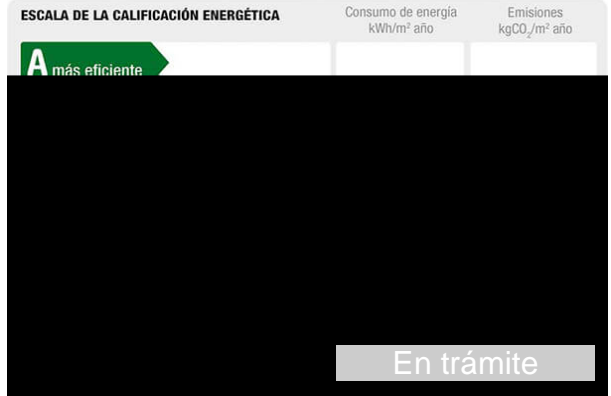 ESCALA DE LA CALIFICACIÓN ENERGÉTICA
Consumo de energía
kWh/m² año
Emisiones
kgCO₂/m² año
A más eficiente
En trámite